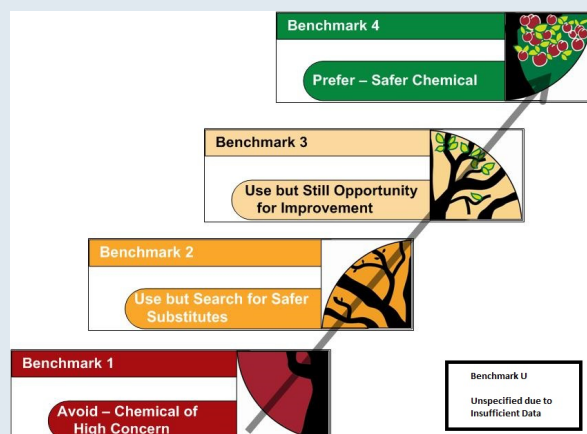 Benchmark 4
Prefer – Safer Chemical
Benchmark 3
Use but Still Opportunity
for Improvement
Benchmark 2
Use but Search for Safer
Substitutes
Benchmark 1
Avoid – Chemical of
High Concern
Benchmark U
Unspecified due to
Insufficient Data